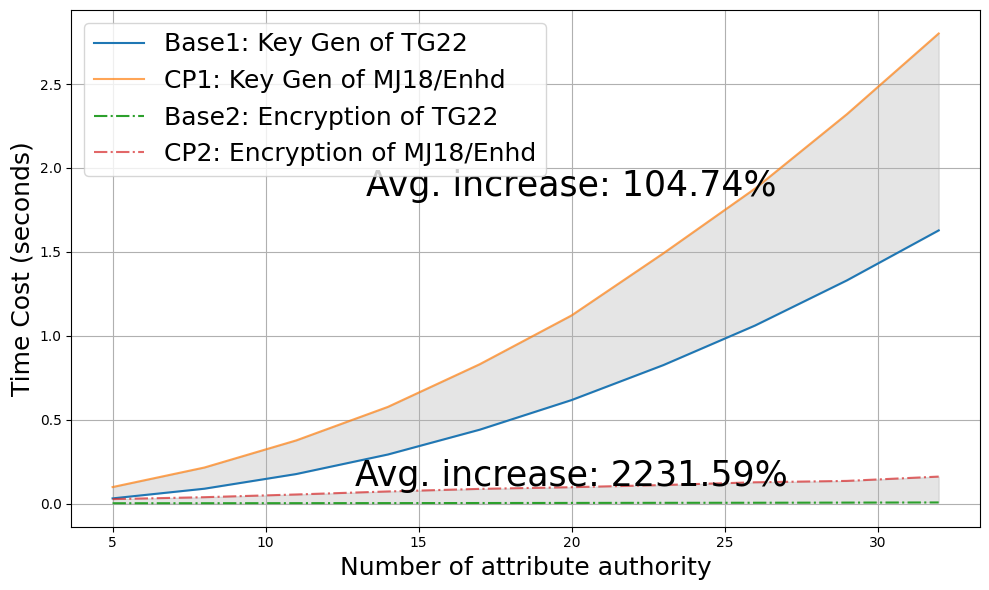 Base1: Key Gen of TG22
CP1: Key Gen of MJ18/Enhd
Base2: Encryption of TG22
CP2: Encryption of MJ18/Enhd
Avg. increase: 104.74%
Avg. increase: 2231.59%
Time Cost (seconds)
2.5
2.0
1.5
1.0
0.5
0.0
5 10 15 20 25 30
Number of attribute authority